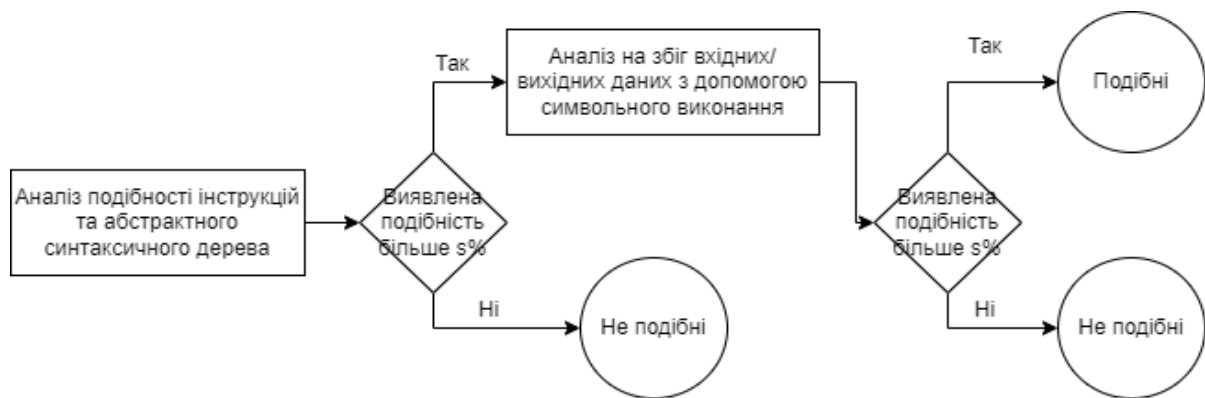 Аналіз подібності інструкцій
та абстрактного
синтаксичного дерева
Виявлена
подібність
більше s%
Так
Ні
Аналіз на збіг вхідних/
вихідних даних з допомогою
символьного виконання
Не подібні
Виявлена
подібність
більше s%
Так
Ні
Подібні
Не подібні